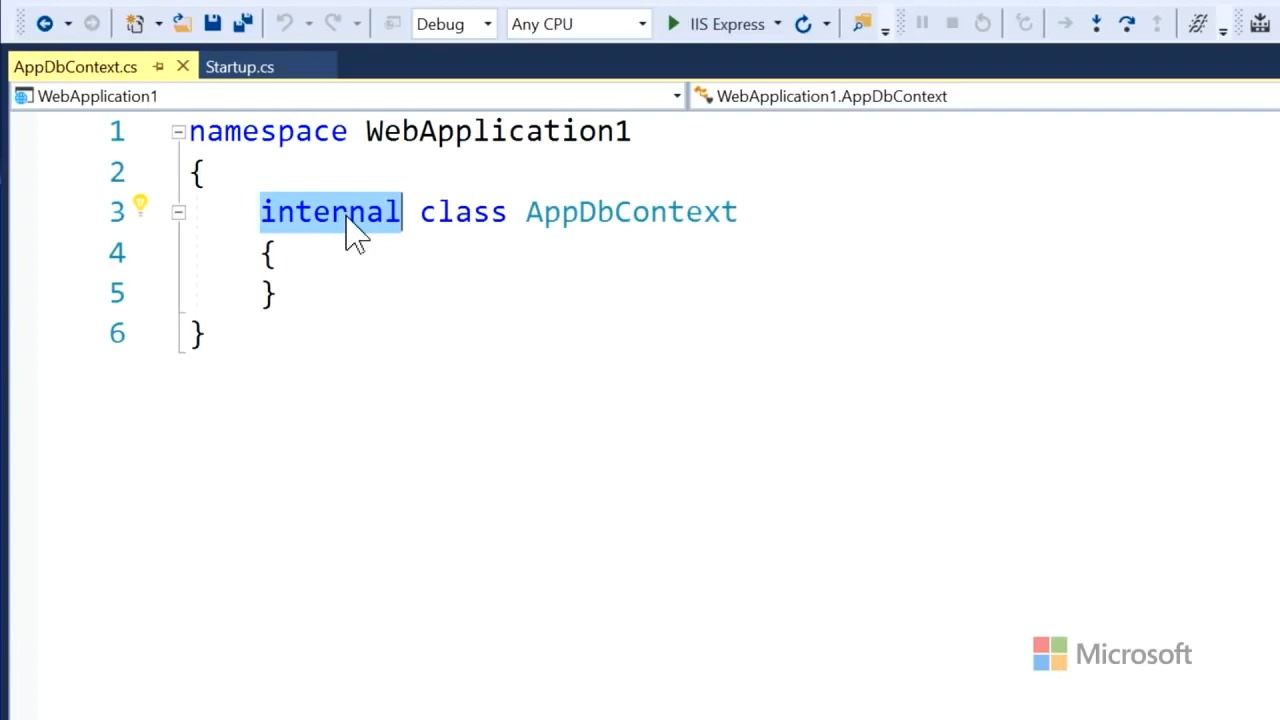 Debug Any CPU IIS Express
AppDbContext.cs Startup.cs
WebApplication1 WebApplication1.AppDbContext
1 namespace WebApplication1
2 {
3 internal class AppDbContext
4 {
5 }
6 }
Microsoft